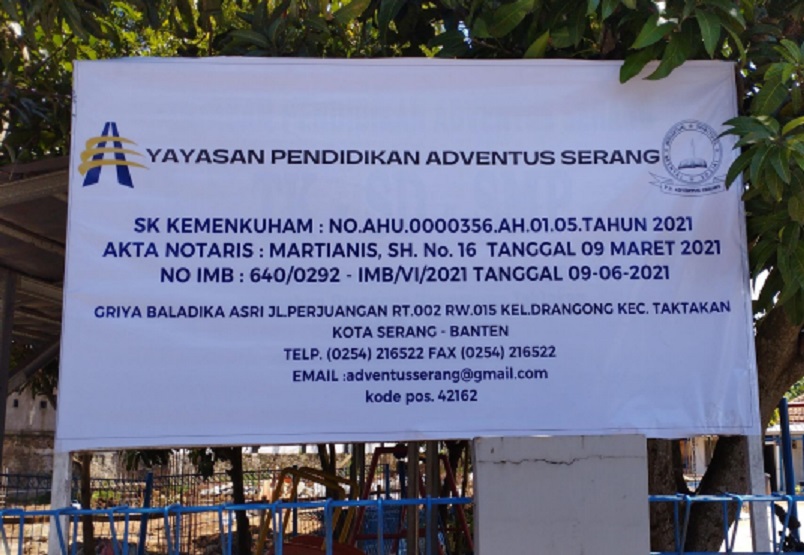 YAYASAN PENDIDIKAN ADVENTUS SERANG
SK KEMENKUHAM : NO.AHU.0000356.AH.01.05.TAHUN 2021
AKTA NOTARIS : MARTIANIS, SH. No. 16 TANGGAL 09 MARET 2021
NO IMB : 640/0292 - IMB/VI/2021 TANGGAL 09-06-2021
GRIYA BALADIKA ASRI JL.PERJUANGAN RT.002 RW.015 KEL.DRANGONG KEC. TAKTAKAN
KOTA SERANG - BANTEN
TELP. (0254) 216522 FAX (0254) 216522
EMAIL :adventusserang@gmail.com
kode pos. 42162